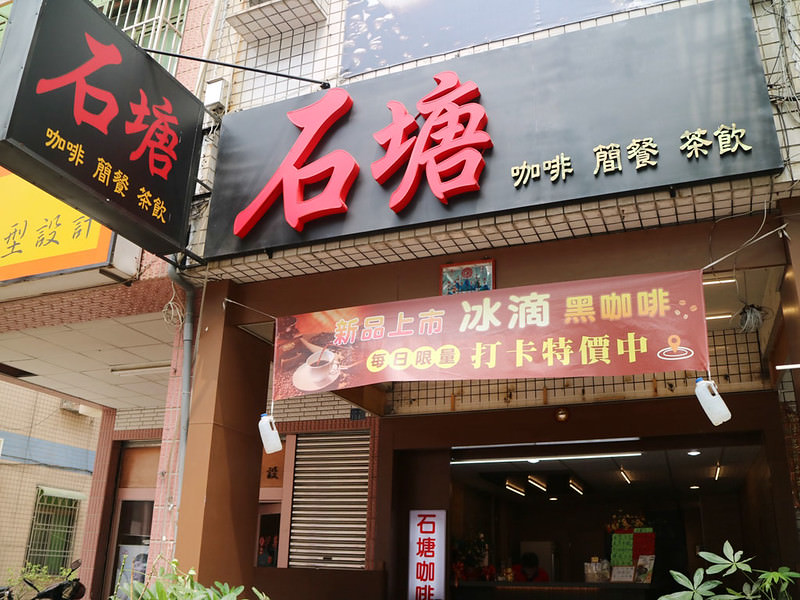 石塘
咖啡 簡餐 茶飲
石塘
咖啡 簡餐 茶飲
型設計
新品上市 冰滴 黑咖啡
每日限量 打卡特價中
設
石塘咖啡